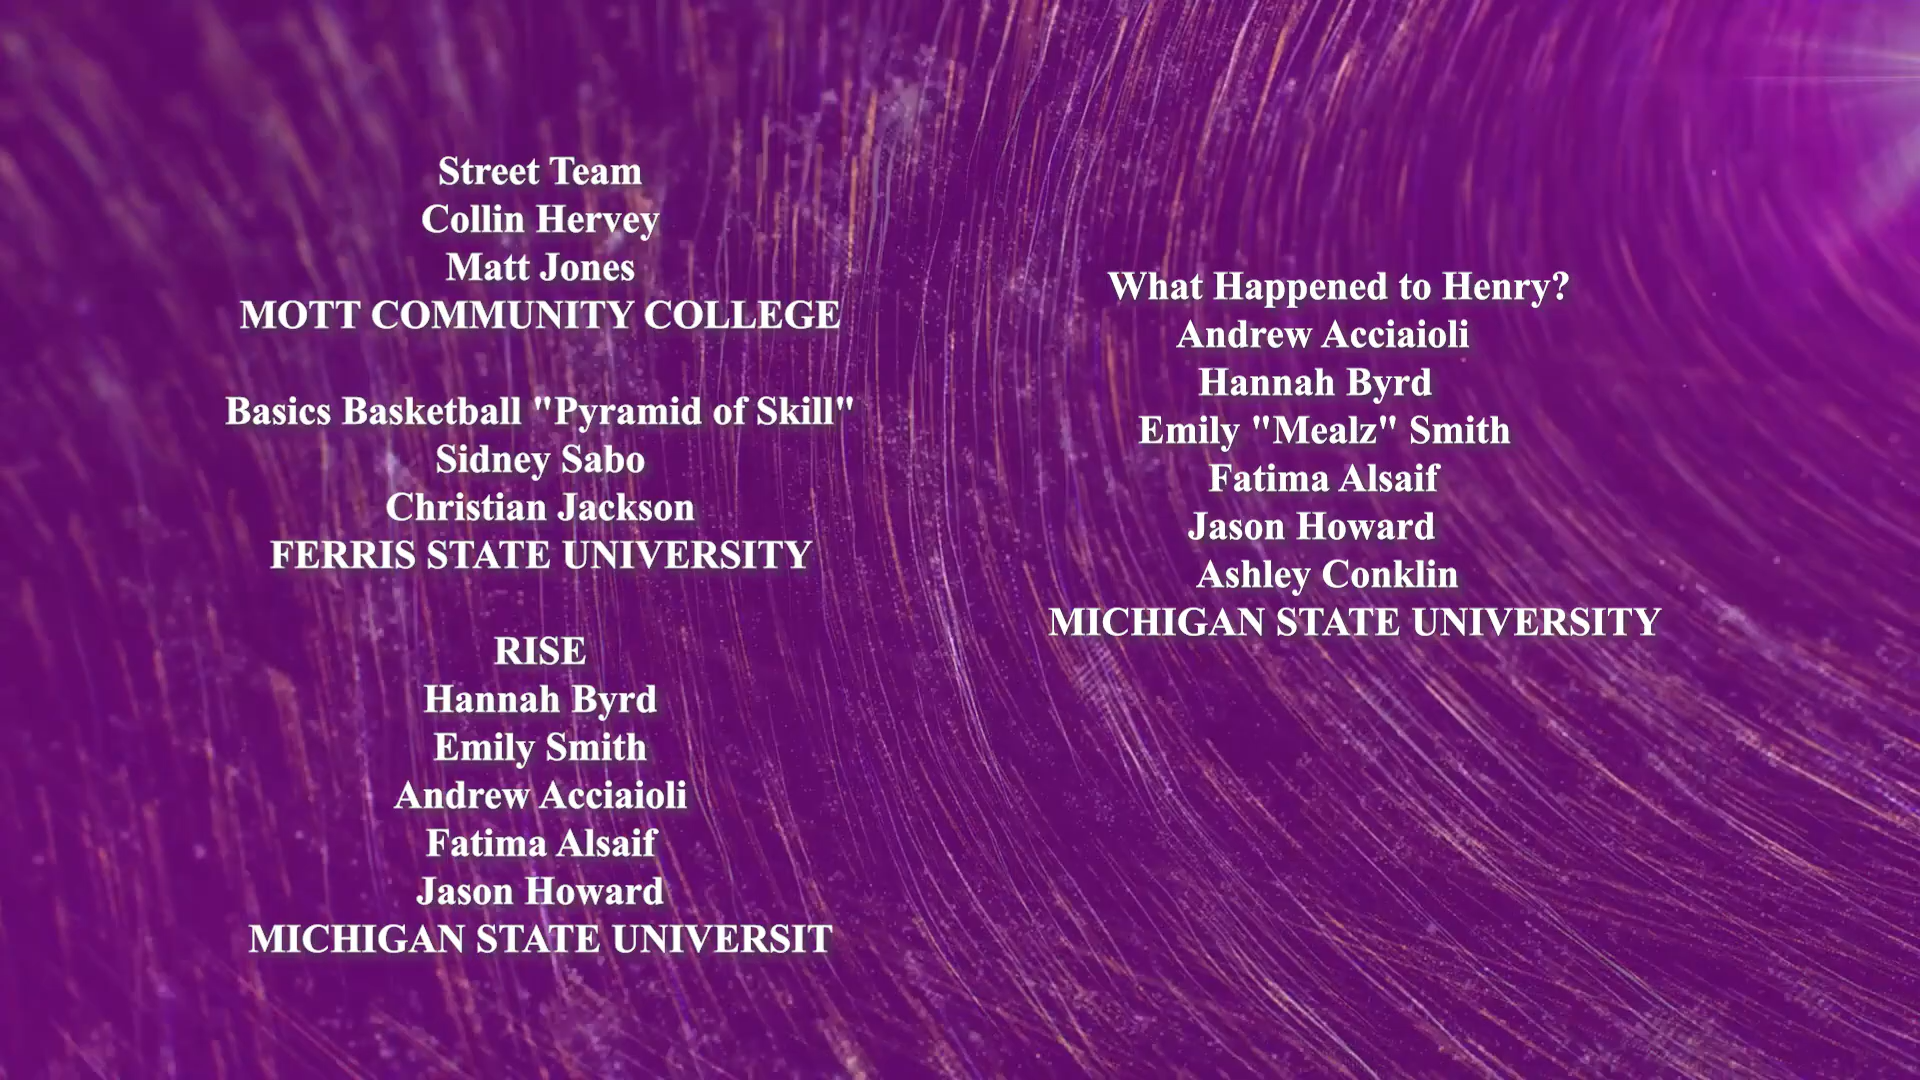 Street Team
Collin Hervey
Matt Jones
MOTT COMMUNITY COLLEGE
Basics Basketball "Pyramid of Skill"
Sidney Sabo
Christian Jackson
FERRIS STATE UNIVERSITY
RISE
Hannah Byrd
Emily Smith
Andrew Acciaioli
Fatima Alsaif
Jason Howard
MICHIGAN STATE UNIVERSIT
What Happened to Henry?
Andrew Acciaioli
Hannah Byrd
Emily "Mealz" Smith
Fatima Alsaif
Jason Howard
Ashley Conklin
MICHIGAN STATE UNIVERSITY